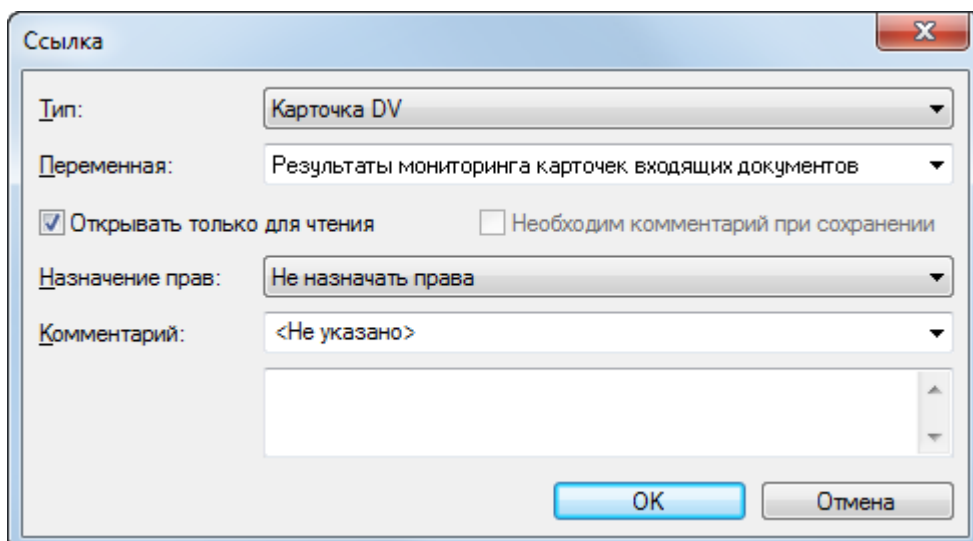 Ссылка
Тип: Карточка DV
Переменная: Результаты мониторинга карточек входящих документов
Открывать только для чтения Необходим комментарий при сохранении
Назначение прав: Не назначать права
Комментарий: <Не указано>
OK Отмена